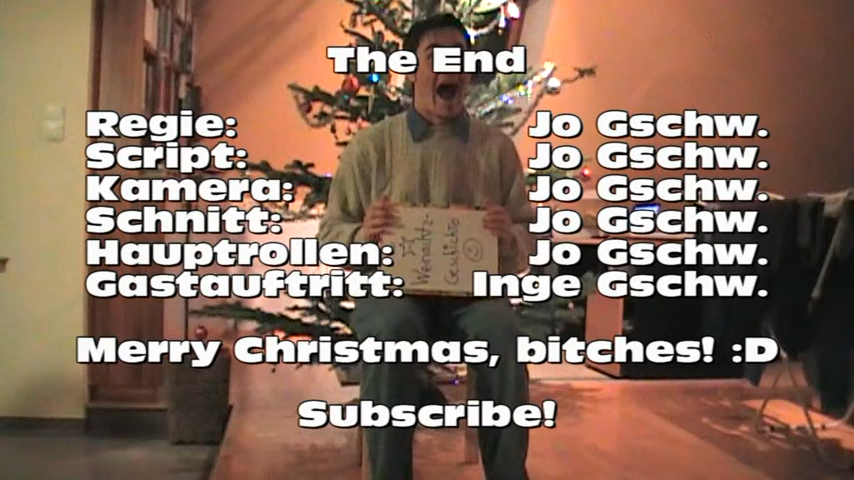 The End
Regie: Jo Gschw.
Script: Jo Gschw.
Kamera: Jo Gschw.
Schnitt: Jo Gschw.
Hauptrollen: Jo Gschw.
Gastauftritt: Inge Gschw.
Merry Christmas, bitches! :D
Subscribe!